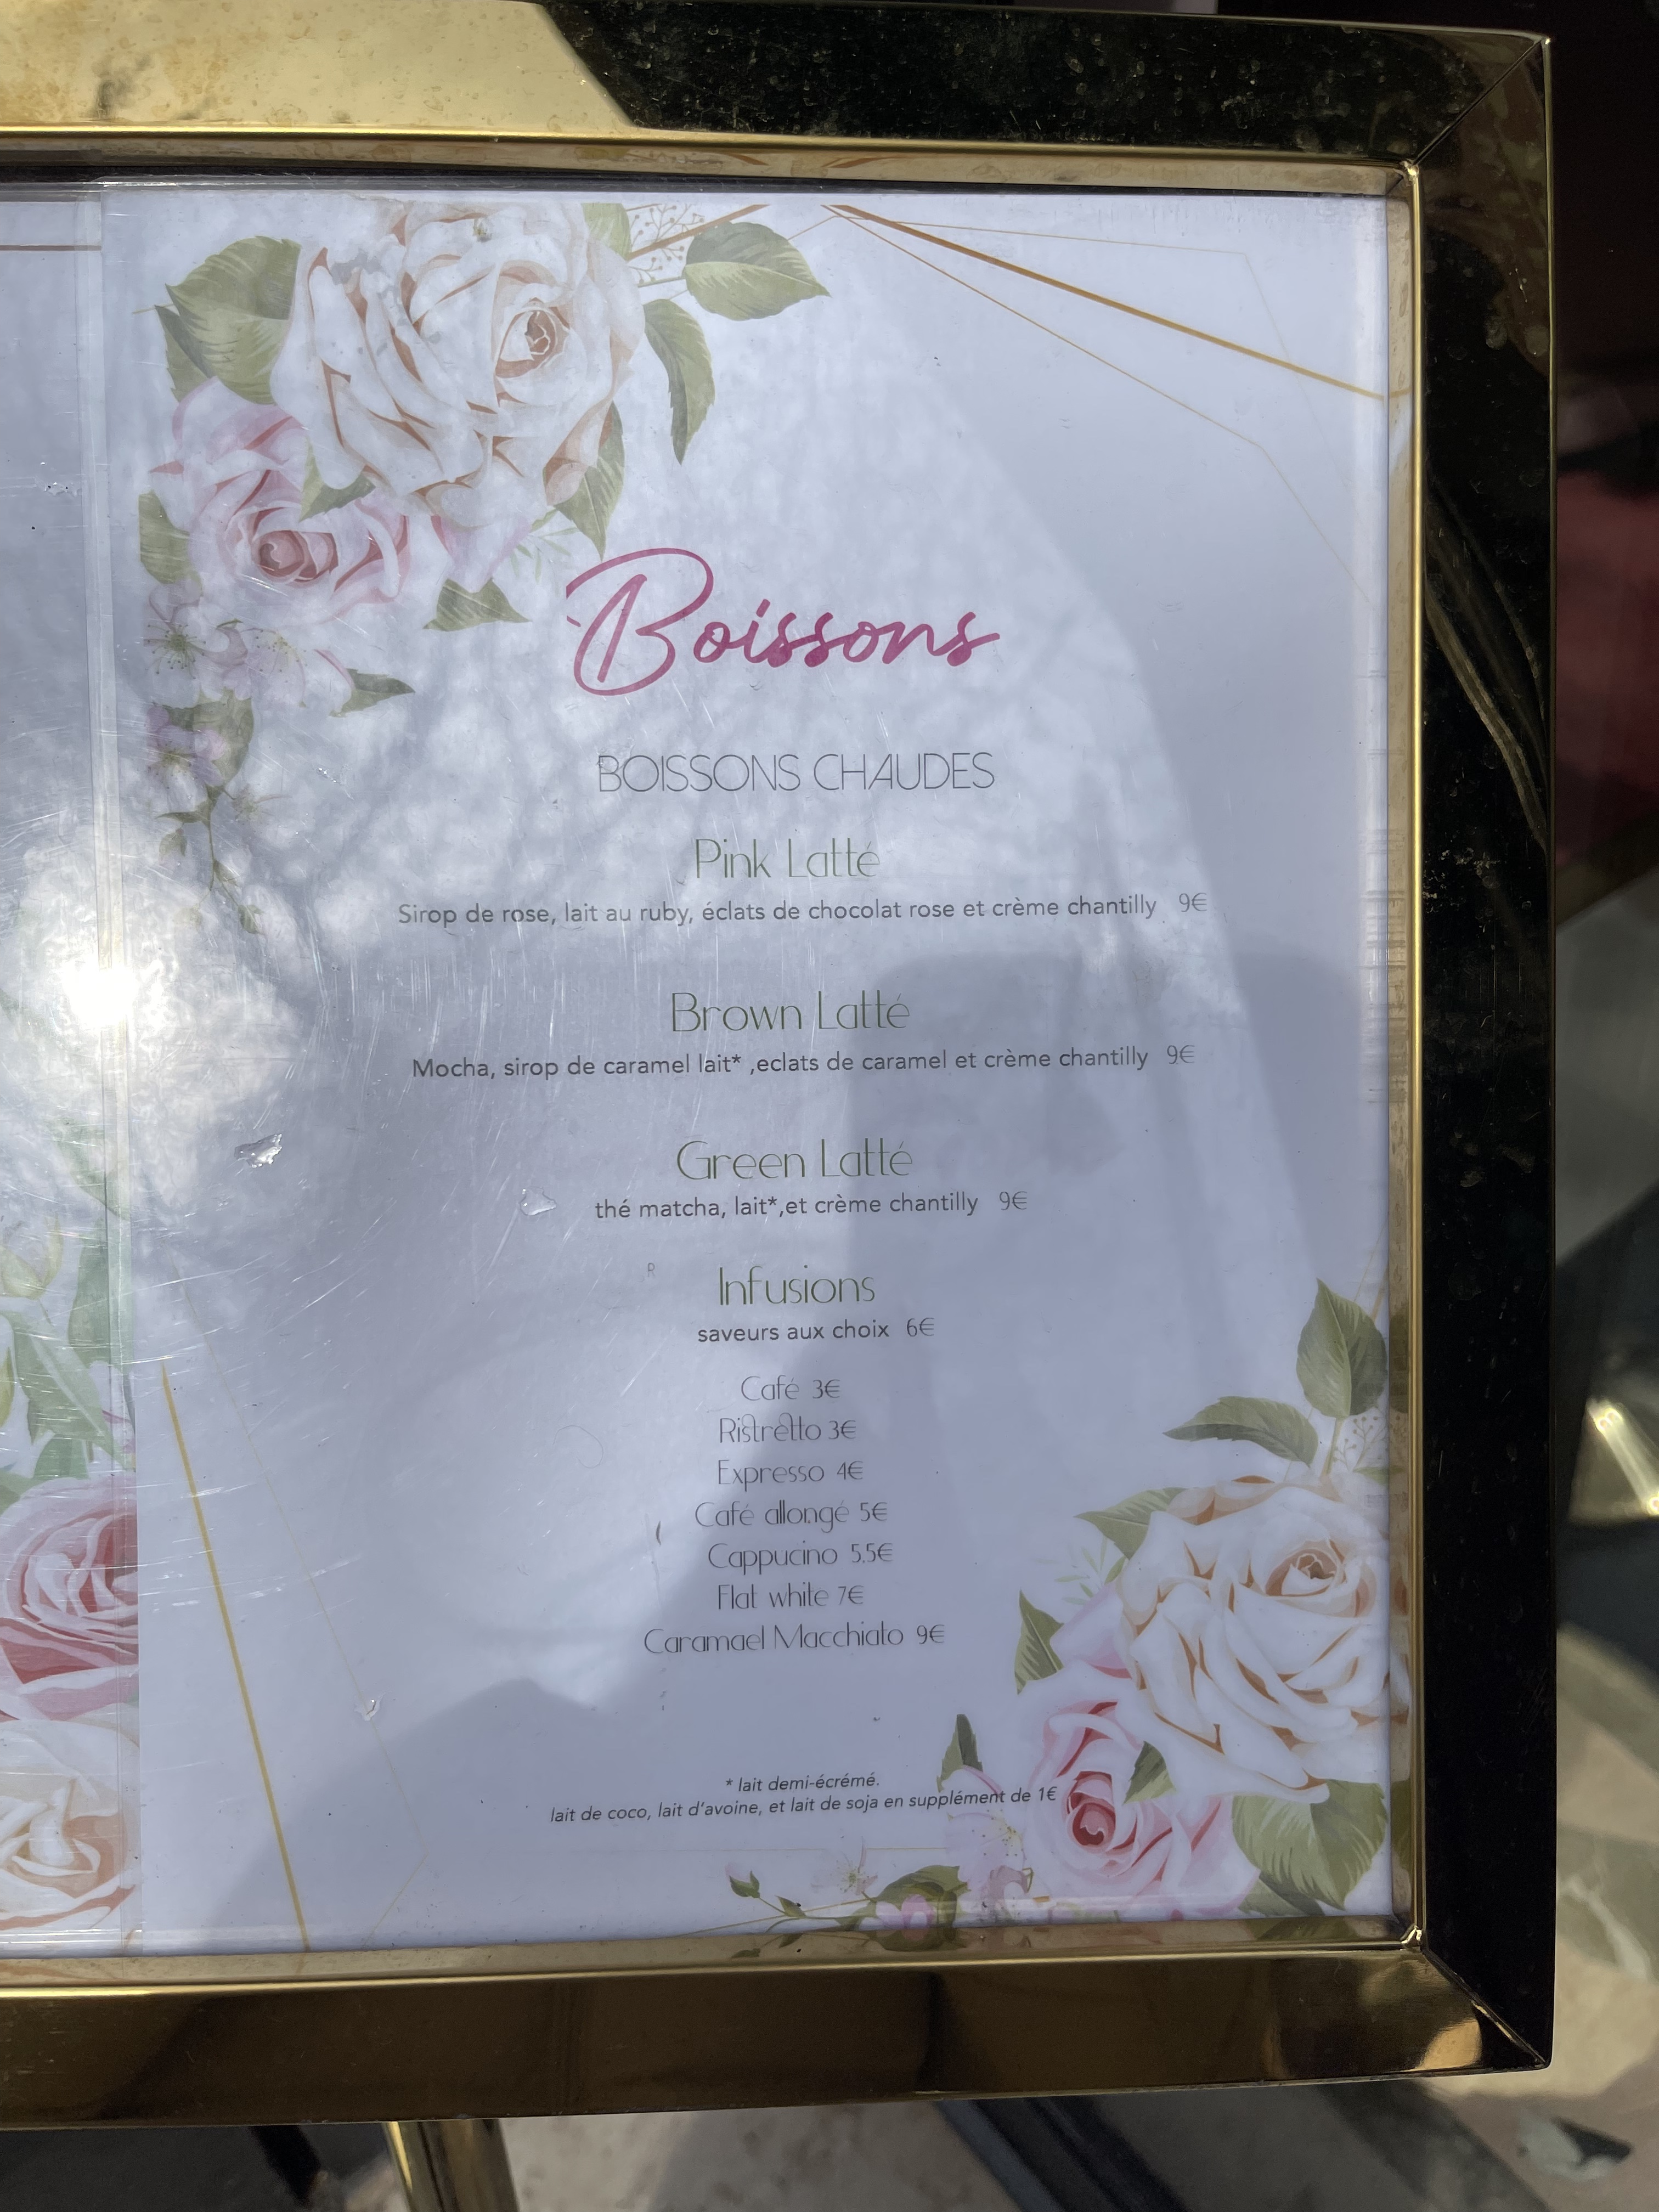 Boissons
BOISSONS CHAUDES
Pink Latté
Sirop de rose, lait au ruby, éclats de chocolat rose et crème chantilly 9€
Brown Latté
Mocha, sirop de caramel lait* ,eclats de caramel et crème chantilly 9€
Green Latté
thé matcha, lait*,et crème chantilly 9€
R
Infusions
saveurs aux choix 6€
Café 3€
Ristretto 3€
Expresso 4€
Café allongé 5€
Cappucino 5.5€
Flat white 7€
Caramael Macchiato 9€
* lait demi-écrémé.
lait de coco, lait d'avoine, et lait de soja en supplément de 1€